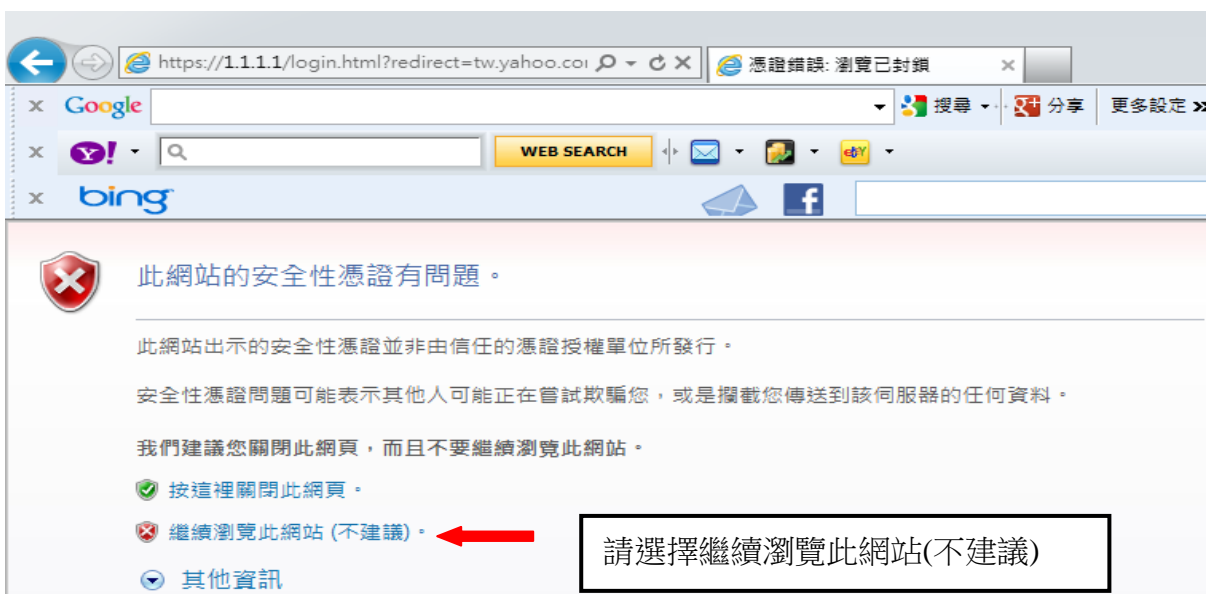 https://1.1.1.1/login.html?redirect=tw.yahoo.coi
憑證錯誤: 瀏覽已封鎖
Google
搜尋
分享
更多設定 »
Y!
WEB SEARCH
ebY
bing
f
此網站的安全性憑證有問題。
此網站出示的安全性憑證並非由信任的憑證授權單位所發行。
安全性憑證問題可能表示其他人可能正在嘗試欺騙您，或是攔截您傳送到該伺服器的任何資料。
我們建議您關閉此網頁，而且不要繼續瀏覽此網站。
按這裡關閉此網頁。
繼續瀏覽此網站 (不建議)。
請選擇繼續瀏覽此網站(不建議)
其他資訊